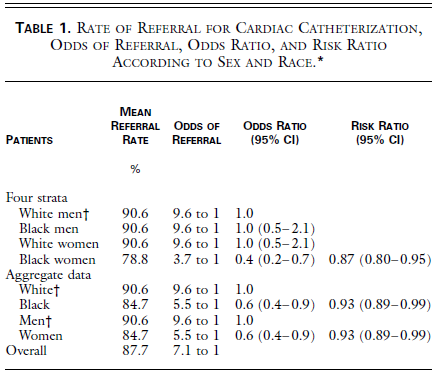 TABLE 1. RATE OF REFERRAL FOR CARDIAC CATHETERIZATION,
ODDS OF REFERRAL, ODDS RATIO, AND RISK RATIO
ACCORDING TO SEX AND RACE.*
PATIENTS MEAN REFERRAL RATE ODDS OF REFERRAL ODDS RATIO (95% CI) RISK RATIO (95% CI)
%
Four strata
White men† 90.6 9.6 to 1 1.0
Black men 90.6 9.6 to 1 1.0 (0.5–2.1)
White women 90.6 9.6 to 1 1.0 (0.5–2.1)
Black women 78.8 3.7 to 1 0.4 (0.2–0.7) 0.87 (0.80–0.95)
Aggregate data
White† 90.6 9.6 to 1 1.0
Black 84.7 5.5 to 1 0.6 (0.4–0.9) 0.93 (0.89–0.99)
Men† 90.6 9.6 to 1 1.0
Women 84.7 5.5 to 1 0.6 (0.4–0.9) 0.93 (0.89–0.99)
Overall 87.7 7.1 to 1